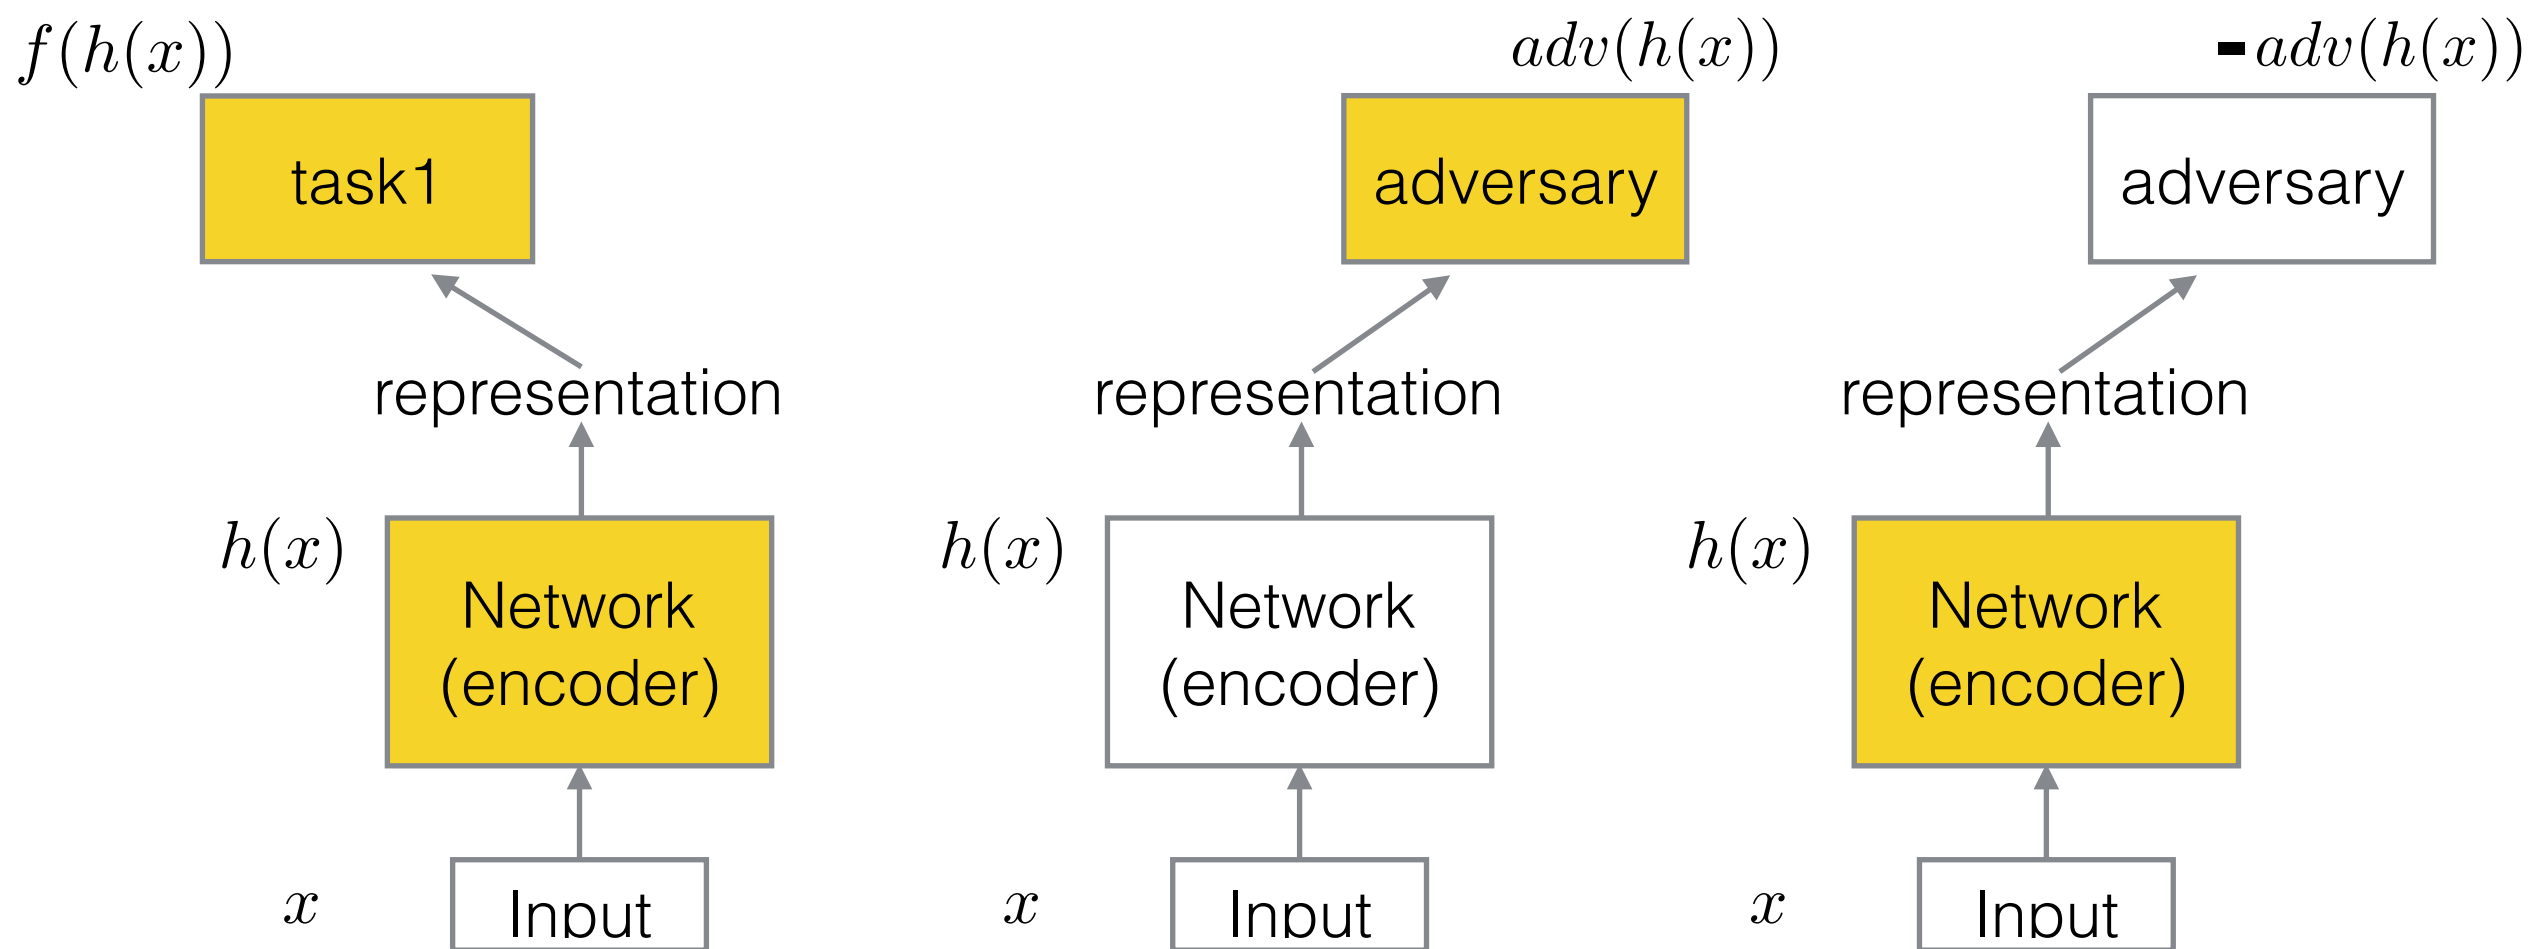 f(h(x)) adv(h(x)) -adv(h(x))
task1 adversary adversary
representation representation representation
h(x) h(x) h(x)
Network Network Network
(encoder) (encoder) (encoder)
x Input x Input x Input